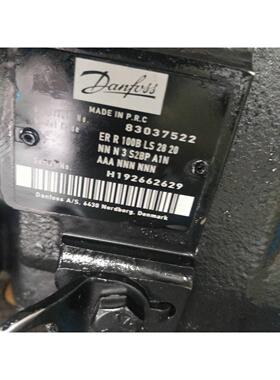 Danfoss
MADE IN P.R.C
No. 83037522
ER R 100B LS 28 20
NN N 3 S2BP A1N
AAA NNN NNN
H192662629
Danfoss A/S, 6430 Nordborg, Denmark